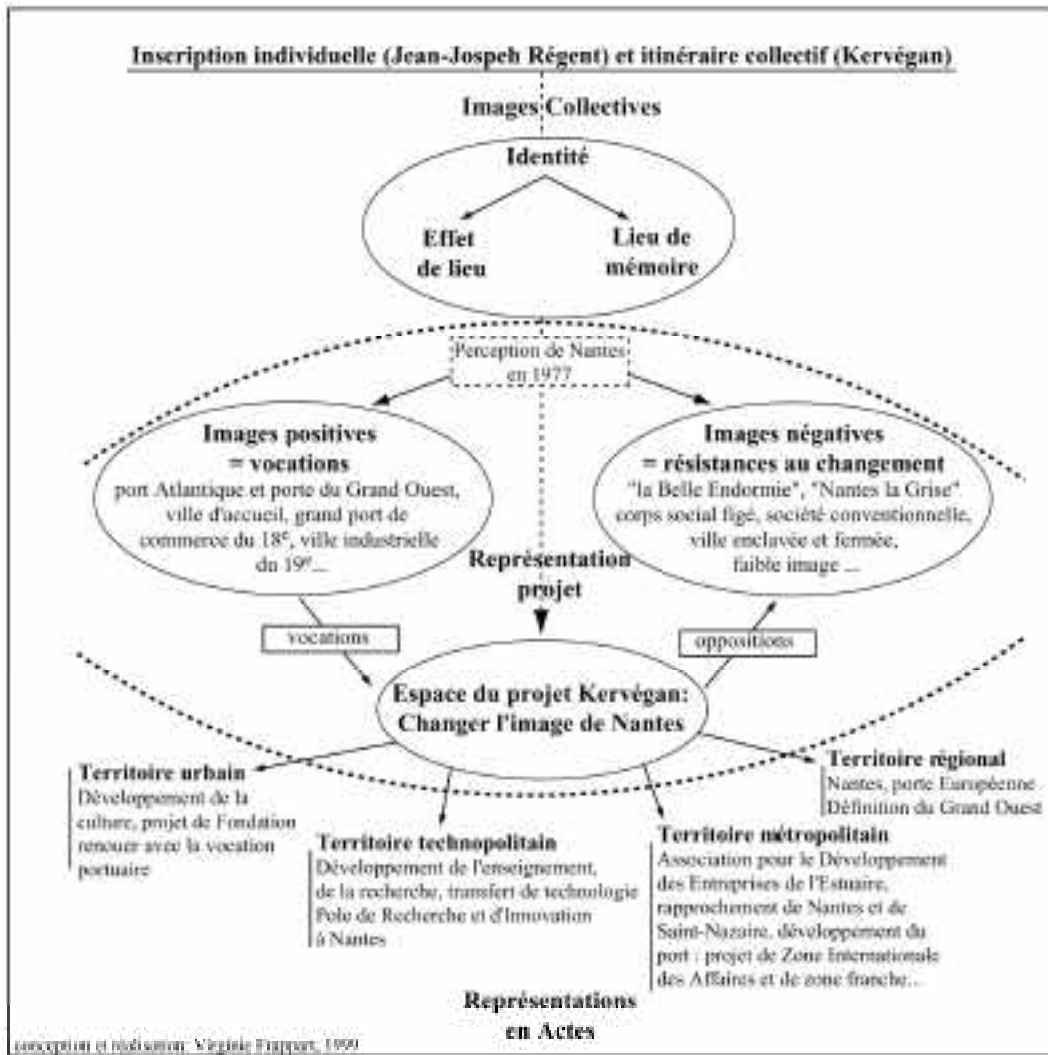 Inscription individuelle (Jean-Jospeh Régent) et itinéraire collectif (Kervégan)
Images Collectives
Identité
Effet
de lieu
Lieu de
mémoire
Perception de Nantes
en 1977
Images positives
= vocations
port Atlantique et porte du Grand Ouest,
ville d'accueil, grand port de
commerce du 18e, ville industrielle
du 19e...
Images négatives
= résistances au changement
"la Belle Endormie", "Nantes la Grise"
corps social figé, société conventionnelle,
ville enclavée et fermée,
faible image ...
Représentation
projet
vocations
oppositions
Espace du projet Kervégan:
Changer l'image de Nantes
Territoire urbain
Développement de la
culture, projet de Fondation
renouer avec la vocation
portuaire
Territoire technopolitain
Développement de l'enseignement,
de la recherche, transfert de technologie
Pole de Recherche et d'Innovation
à Nantes
Territoire métropolitain
Association pour le Développement
des Entreprises de l'Estuaire,
rapprochement de Nantes et de
Saint-Nazaire, développement du
port : projet de Zone Internationale
des Affaires et de zone franche...
Territoire régional
Nantes, porte Européenne
Définition du Grand Ouest
Représentations
en Actes
conception et réalisation: Virginie Frappart, 1999